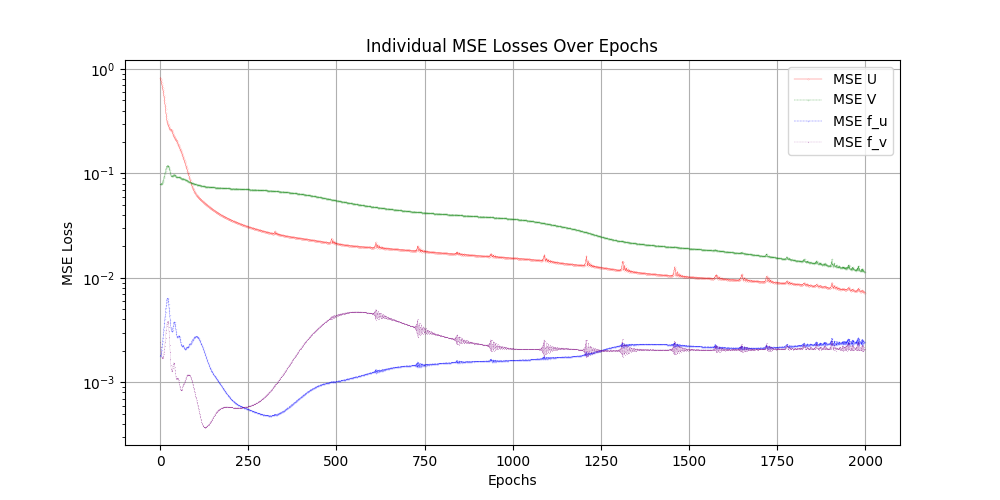 Individual MSE Losses Over Epochs
MSE Loss
10⁰
10⁻¹
10⁻²
10⁻³
MSE U
MSE V
MSE f_u
MSE f_v
0 250 500 750 1000 1250 1500 1750 2000
Epochs